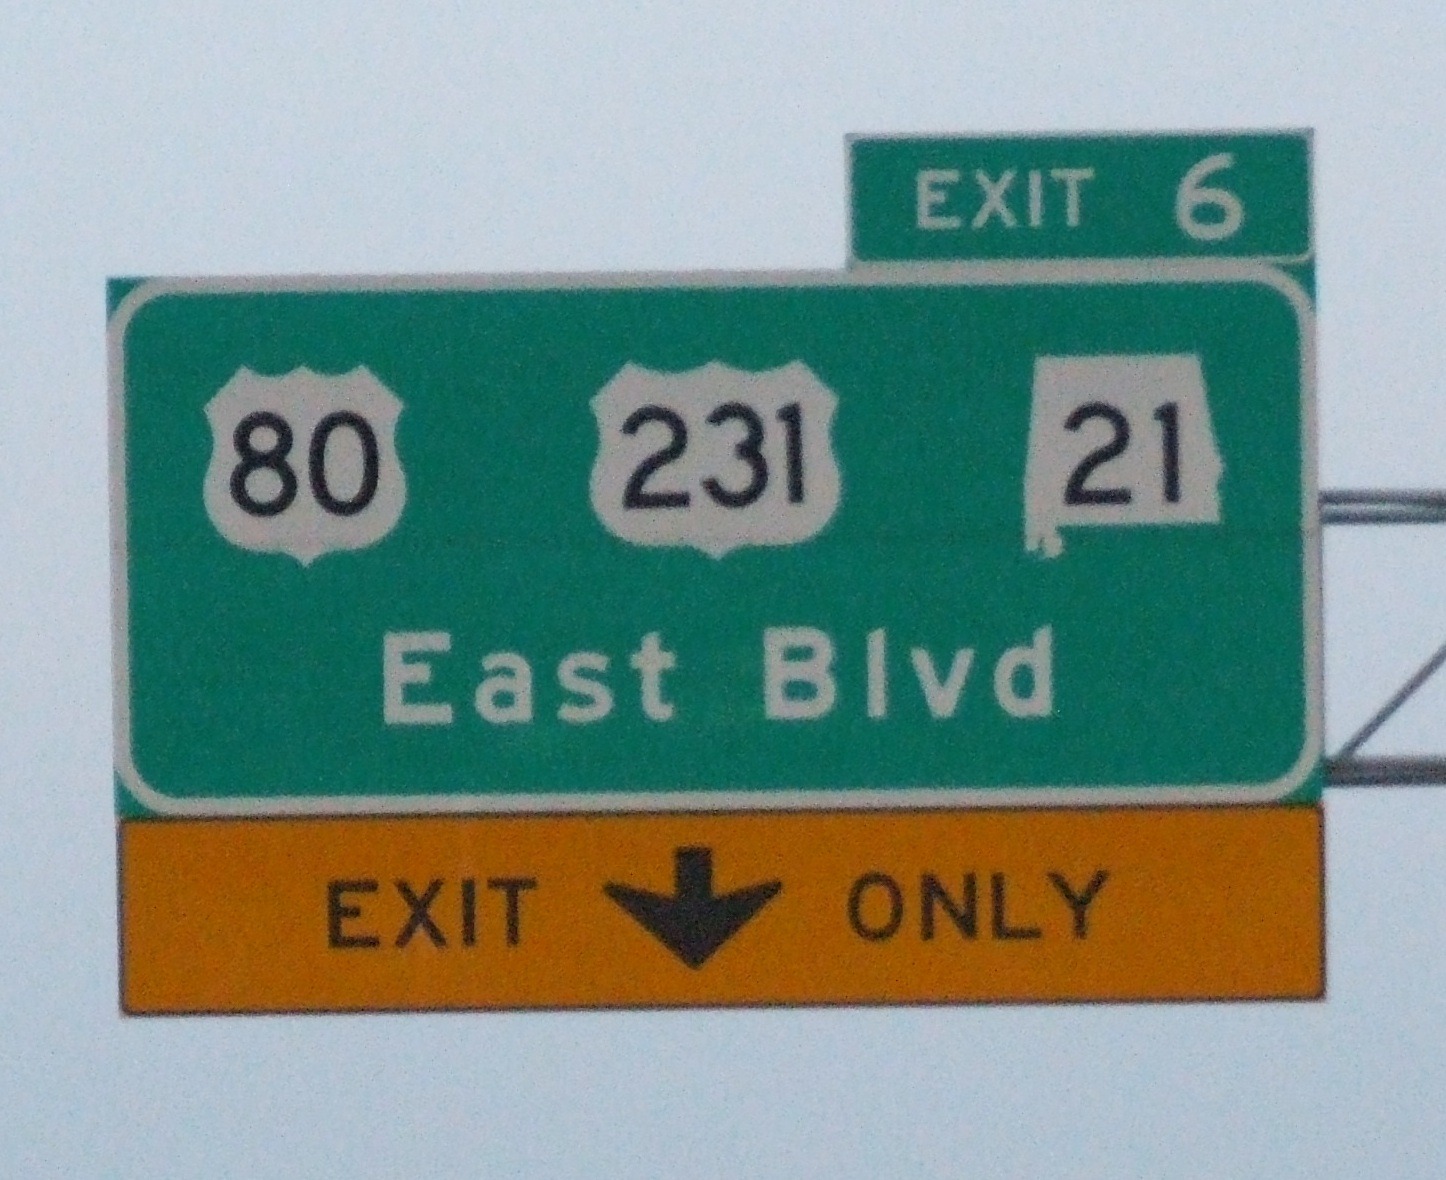 EXIT 6
80 231 21
East Blvd
EXIT ONLY